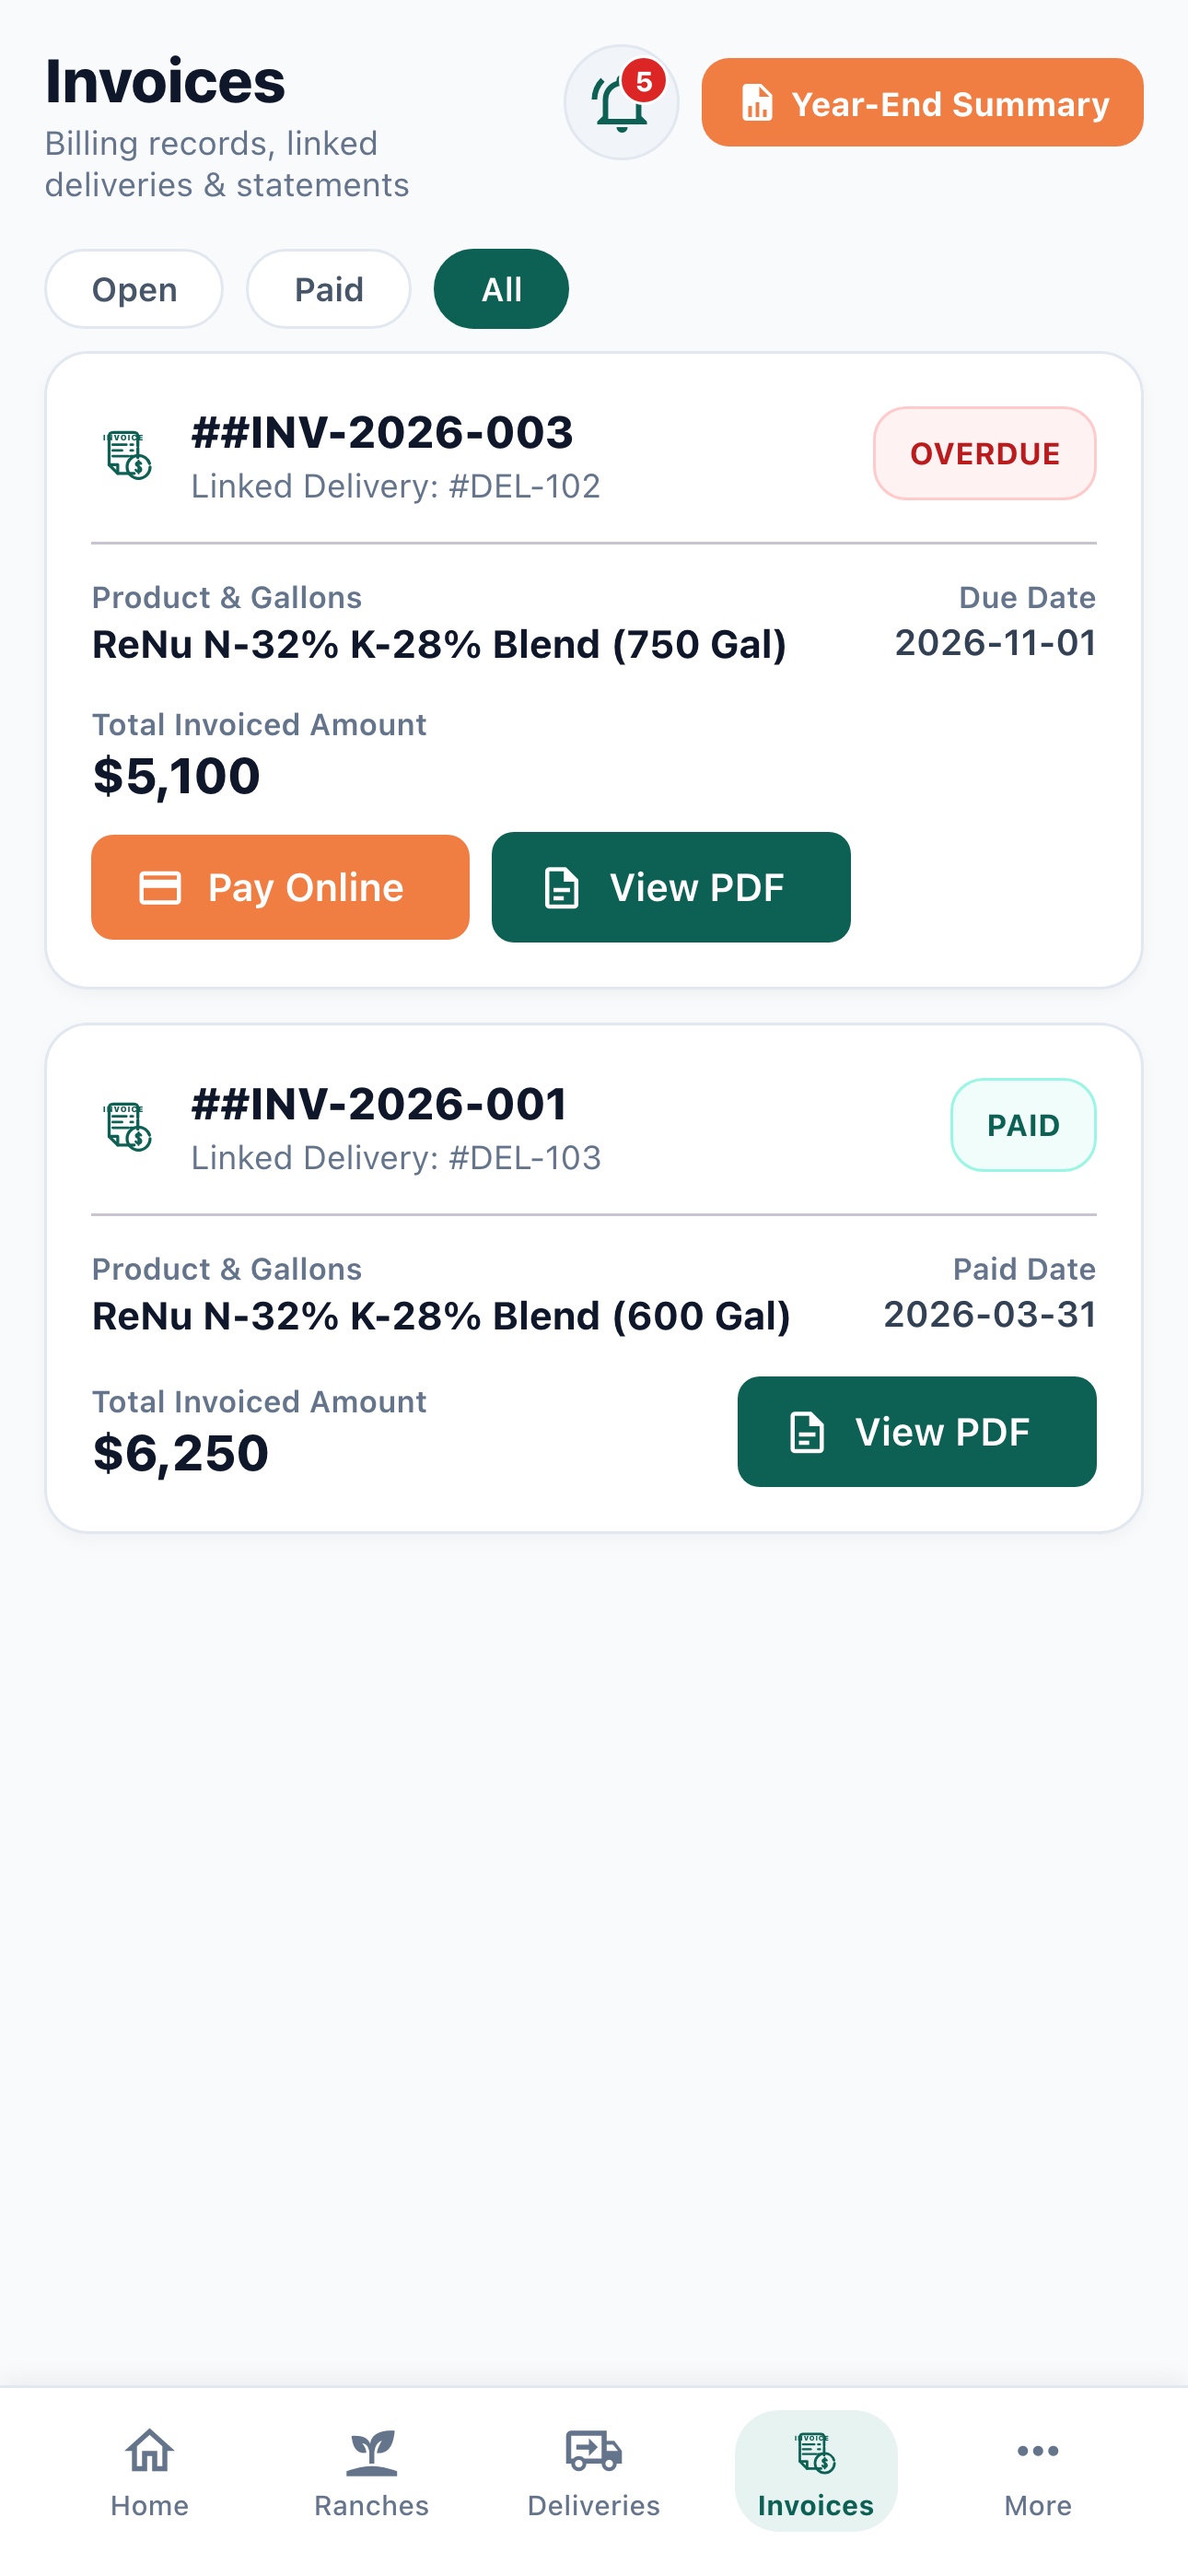 Invoices
Billing records, linked
deliveries & statements
5
Year-End Summary
Open
Paid
All
INVOICE
##INV-2026-003
Linked Delivery: #DEL-102
OVERDUE
Product & Gallons
Due Date
ReNu N-32% K-28% Blend (750 Gal)
2026-11-01
Total Invoiced Amount
$5,100
Pay Online
View PDF
INVOICE
##INV-2026-001
Linked Delivery: #DEL-103
PAID
Product & Gallons
Paid Date
ReNu N-32% K-28% Blend (600 Gal)
2026-03-31
Total Invoiced Amount
$6,250
View PDF
Home
Ranches
Deliveries
INVOICE
Invoices
More